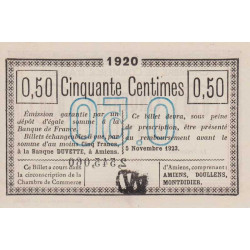 1920
0,50 Cinquante Centimes 0,50
0,50
Émission garantie par un
dépôt d'égale somme à la
Banque de France.
Billets échangeables, par
somme d'au moins Cinq Francs,
à la Banque DUVETTE, à Amiens.
Ce billet devra, sous peine
de prescription, être présenté
au remboursement avant le
5 Novembre 1923.
Ce Billet a cours dans
la circonscription de la
Chambre de Commerce
d'Amiens, comprenant
AMIENS, DOULLENS,
MONTDIDIER.